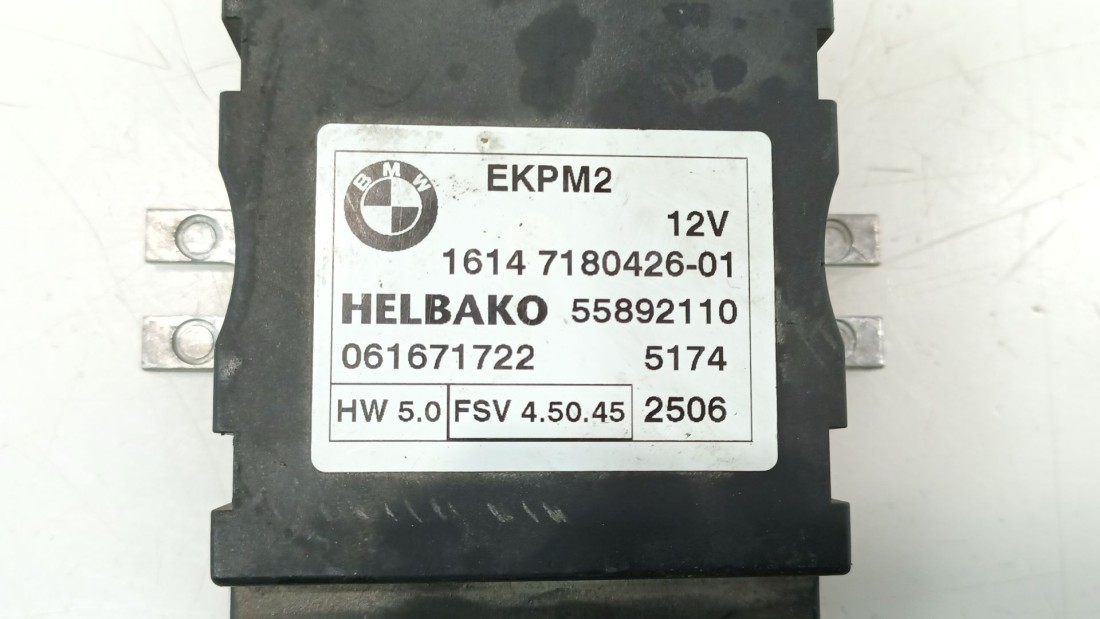 BMW
EKPM2
12V
1614 7180426-01
HELBAKO 55892110
061671722 5174
HW 5.0 FSV 4.50.45 2506